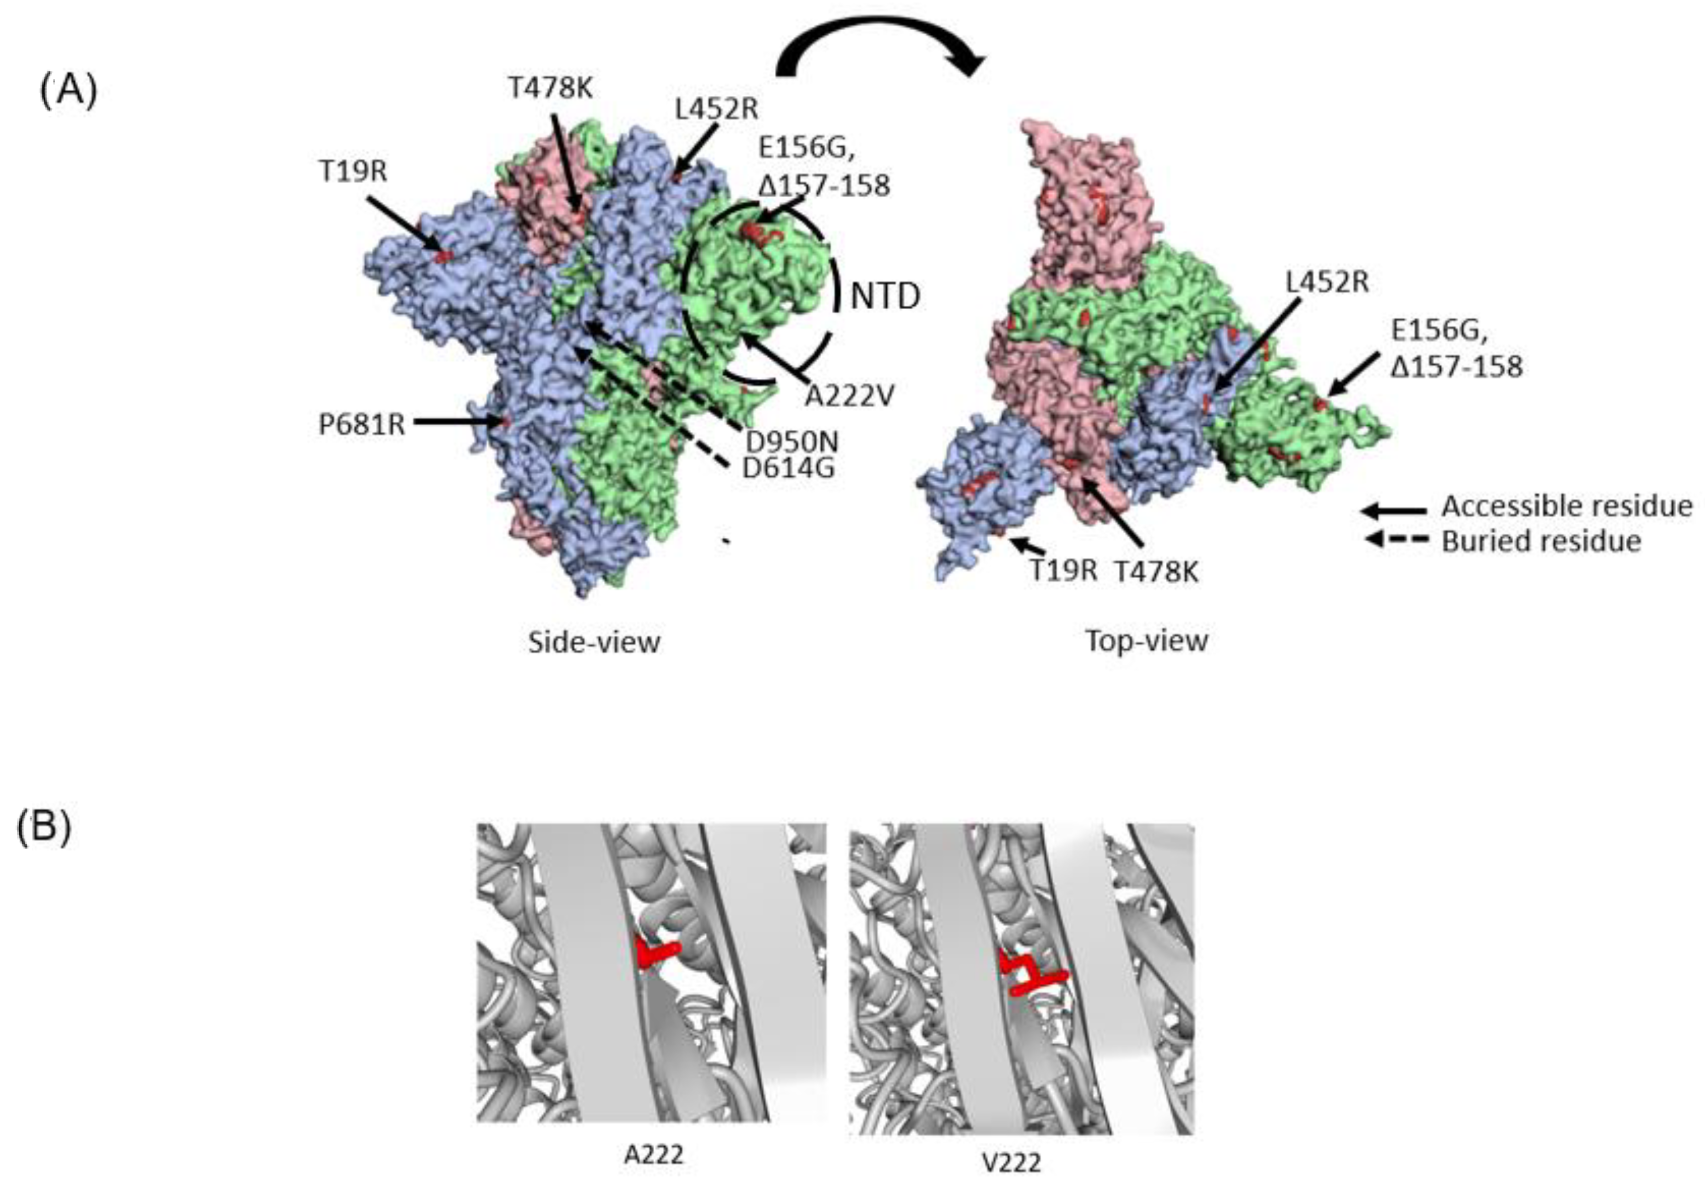 (A)
T478K
L452R
E156G,
Δ157-158
T19R
NTD
A222V
P681R
D950N
D614G
Side-view
L452R
E156G,
Δ157-158
Accessible residue
Buried residue
T19R T478K
Top-view
(B)
A222
V222